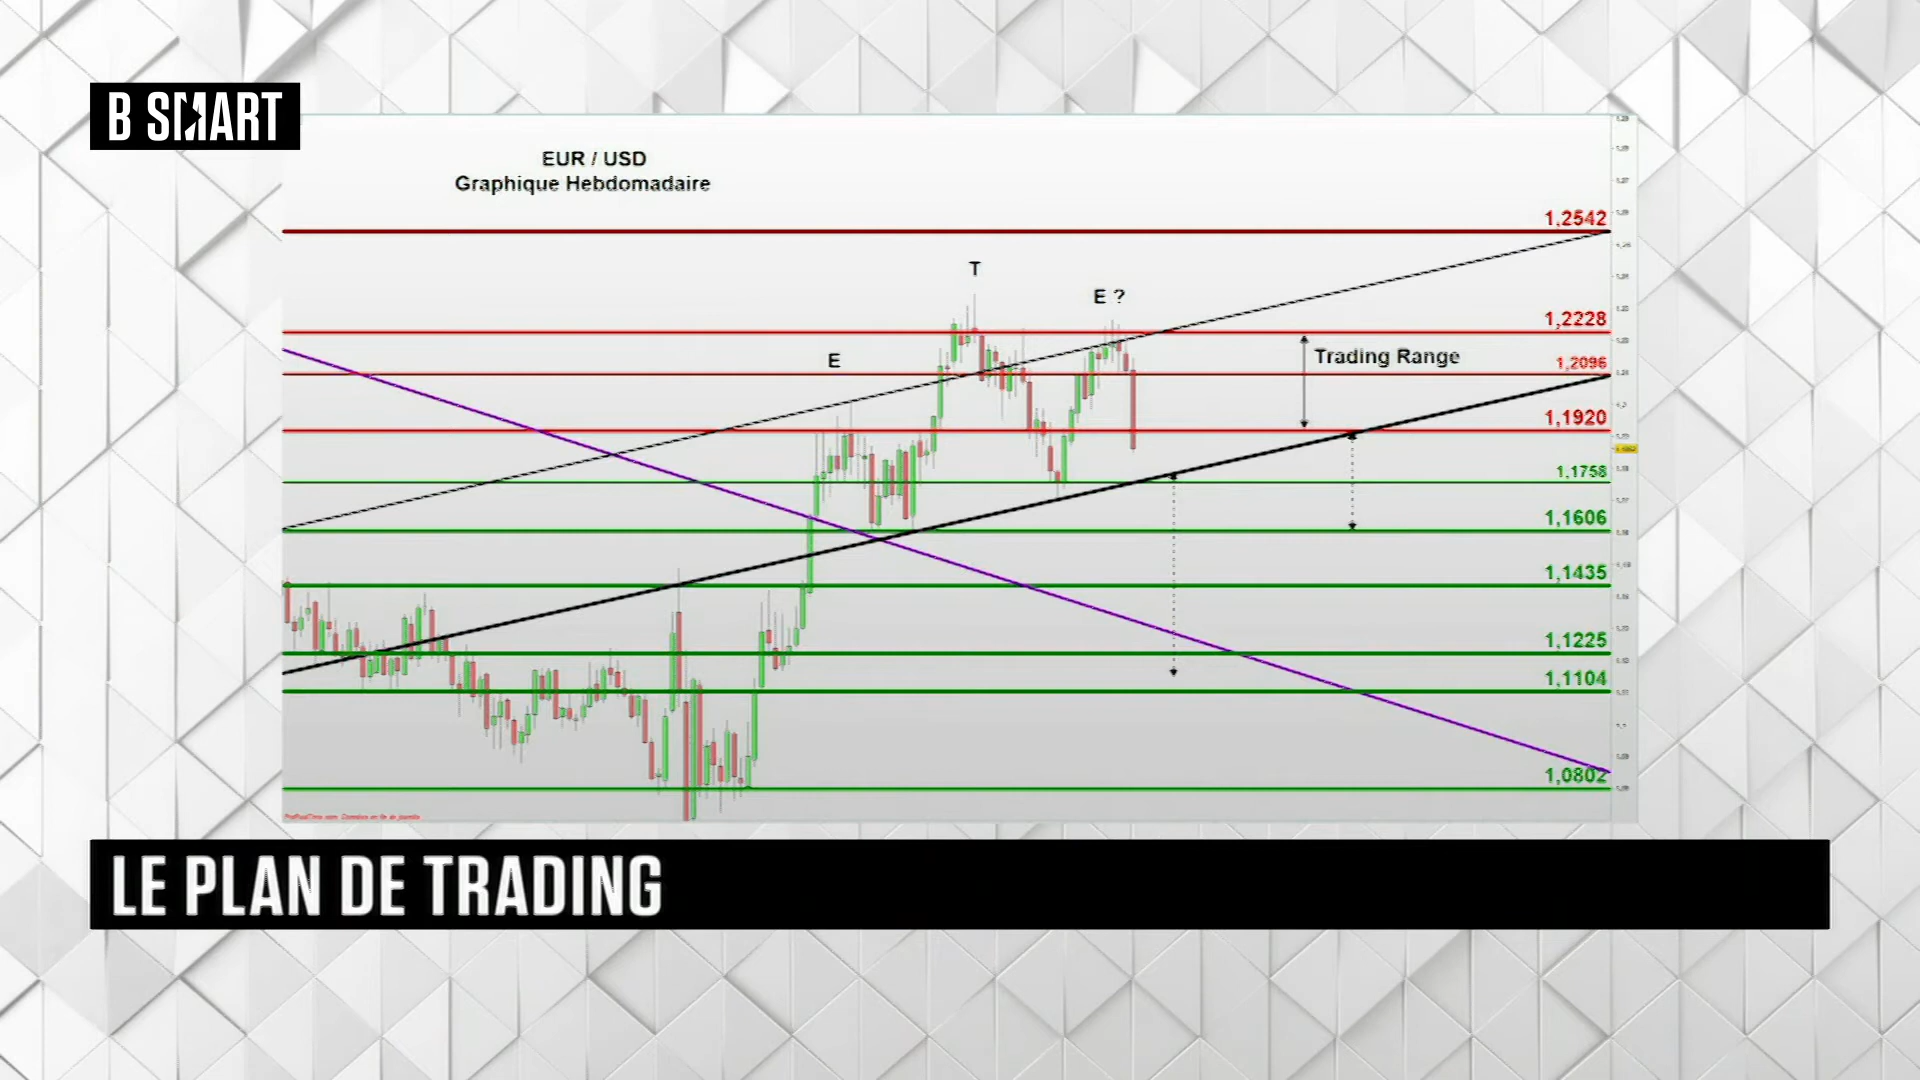 B SMART
EUR / USD
Graphique Hebdomadaire
1,2542
T
E ?
1,2228
Trading Range
E
1,2096
1,1920
1,1758
1,1606
1,1435
1,1225
1,1104
1,0802
LE PLAN DE TRADING